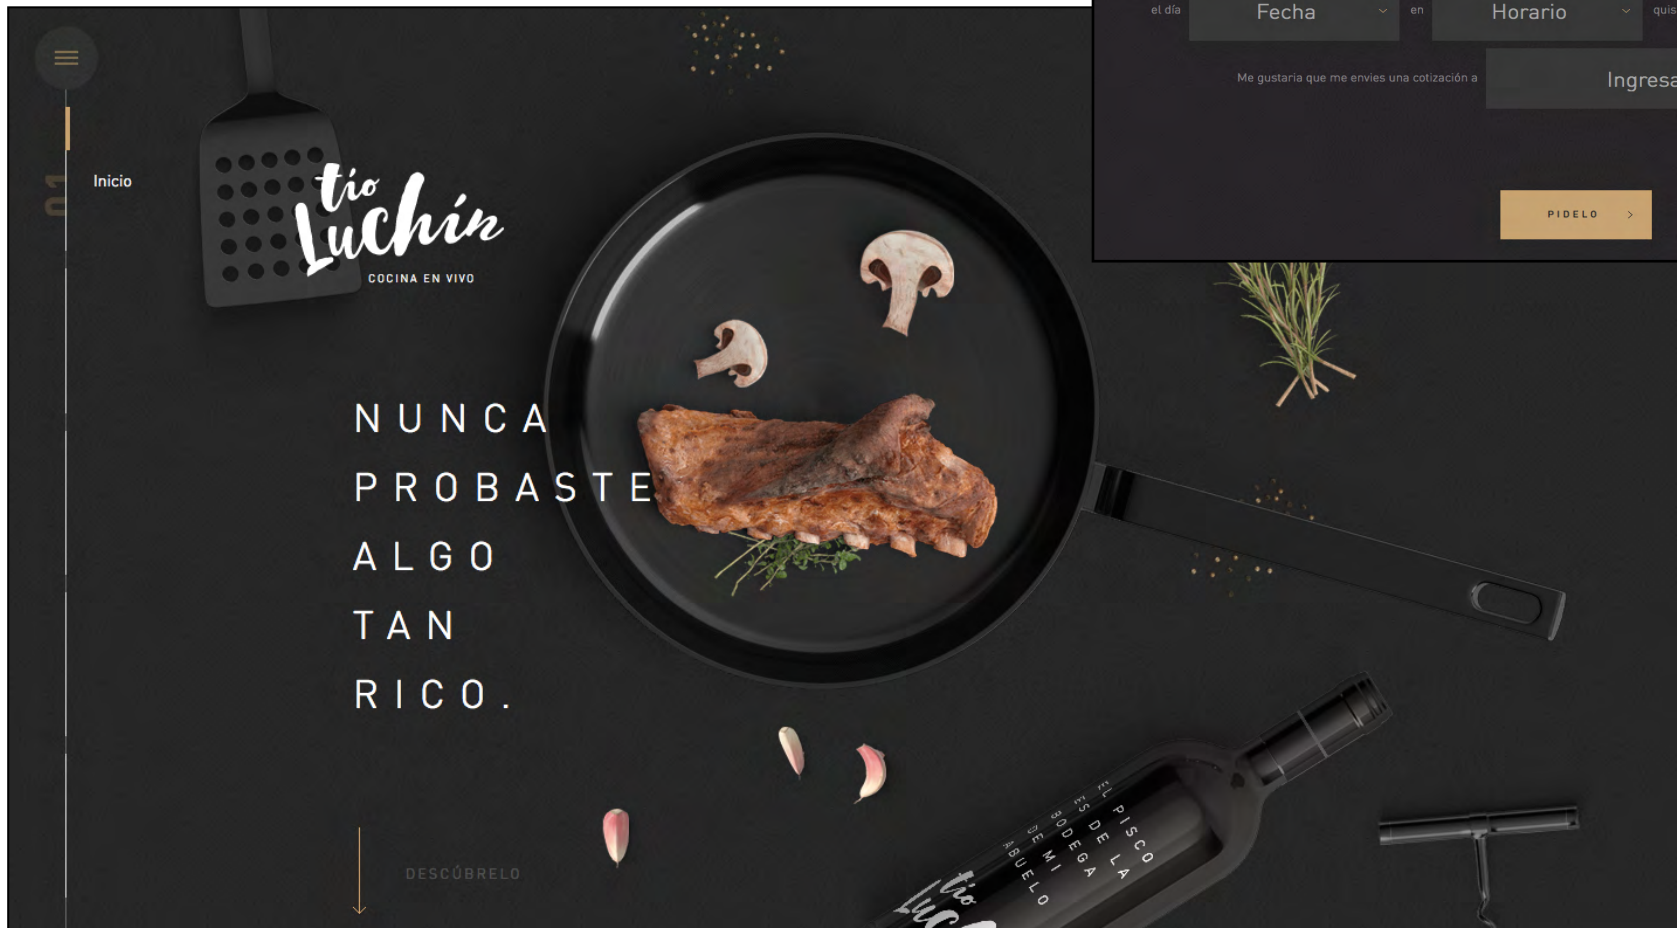 el día
Fecha
en
Horario
Me gustaria que me envies una cotización a
PIDELO
01
Inicio
tío
Luchín
COCINA EN VIVO
NUNCA
PROBASTE
ALGO
TAN
RICO.
DESCÚBRELO
EL PISCO
ES DE LA
BODEGA
DE MI
ABUELO
tío